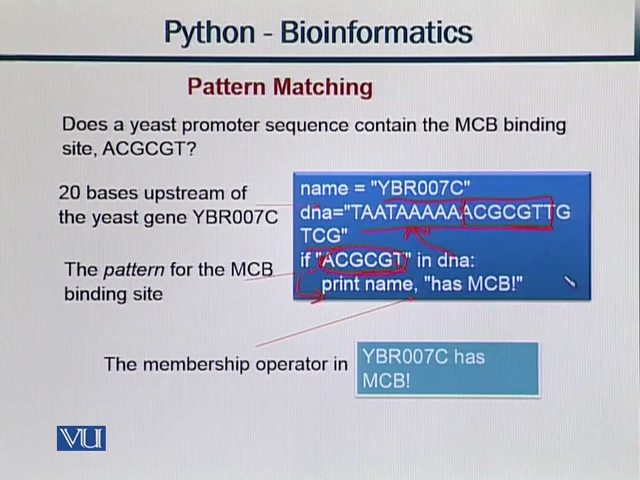 Python - Bioinformatics
Pattern Matching
Does a yeast promoter sequence contain the MCB binding
site, ACGCGT?
20 bases upstream of
the yeast gene YBR007C
name = "YBR007C"
dna="TAATAAAAAACGCGTTG
TCG"
if "ACGCGT" in dna:
print name, "has MCB!"
The pattern for the MCB
binding site
The membership operator in
YBR007C has
MCB!
VU